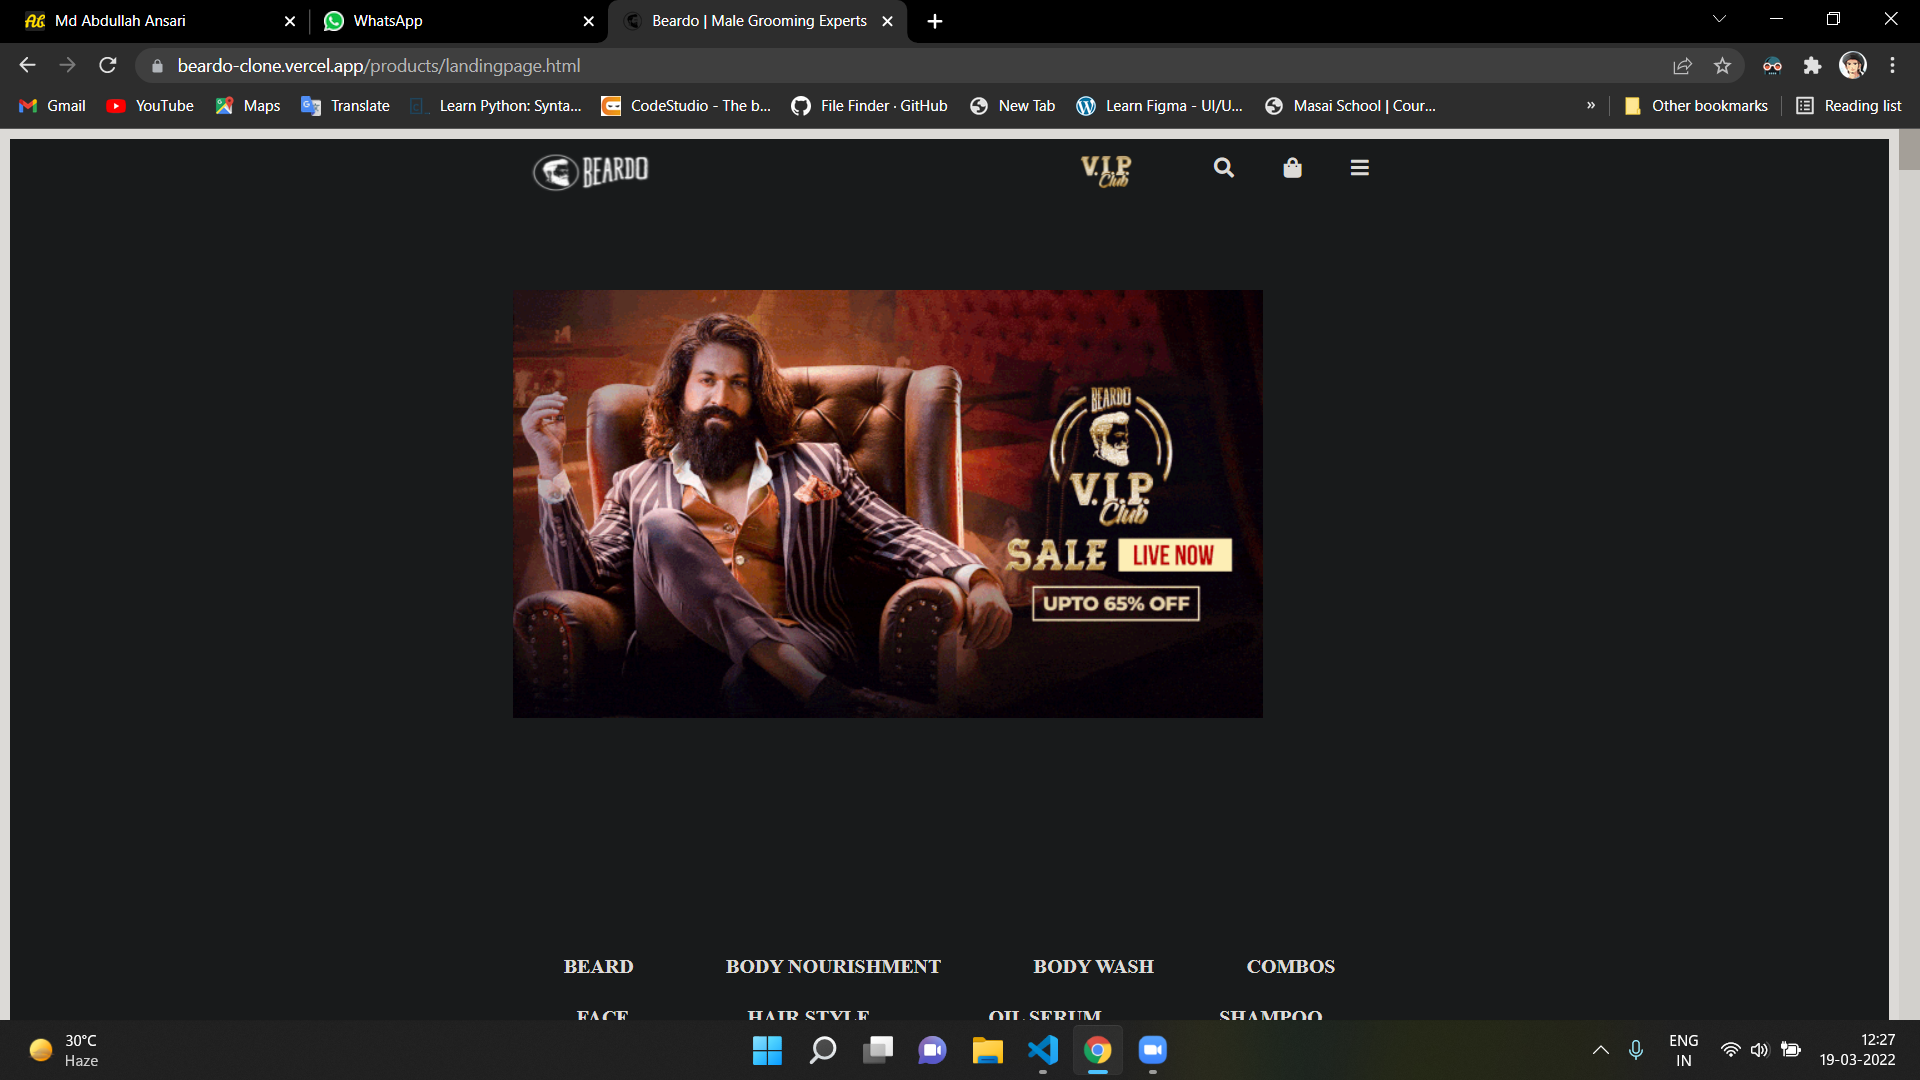 Md Abdullah Ansari
WhatsApp
Beardo | Male Grooming Experts
beardo-clone.vercel.app/products/landingpage.html
Gmail
YouTube
Maps
Translate
Learn Python: Synta...
CodeStudio - The b...
File Finder · GitHub
New Tab
Learn Figma - UI/U...
Masai School | Cour...
»
Other bookmarks
Reading list
BEARDO
V.I.P.
Club
BEARDO
V.I.P.
Club
SALE LIVE NOW
UPTO 65% OFF
BEARD
BODY NOURISHMENT
BODY WASH
COMBOS
FACE
HAIR STYLE
OIL SERUM
SHAMPOO
30°C
Haze
ENG
IN
12:27
19-03-2022